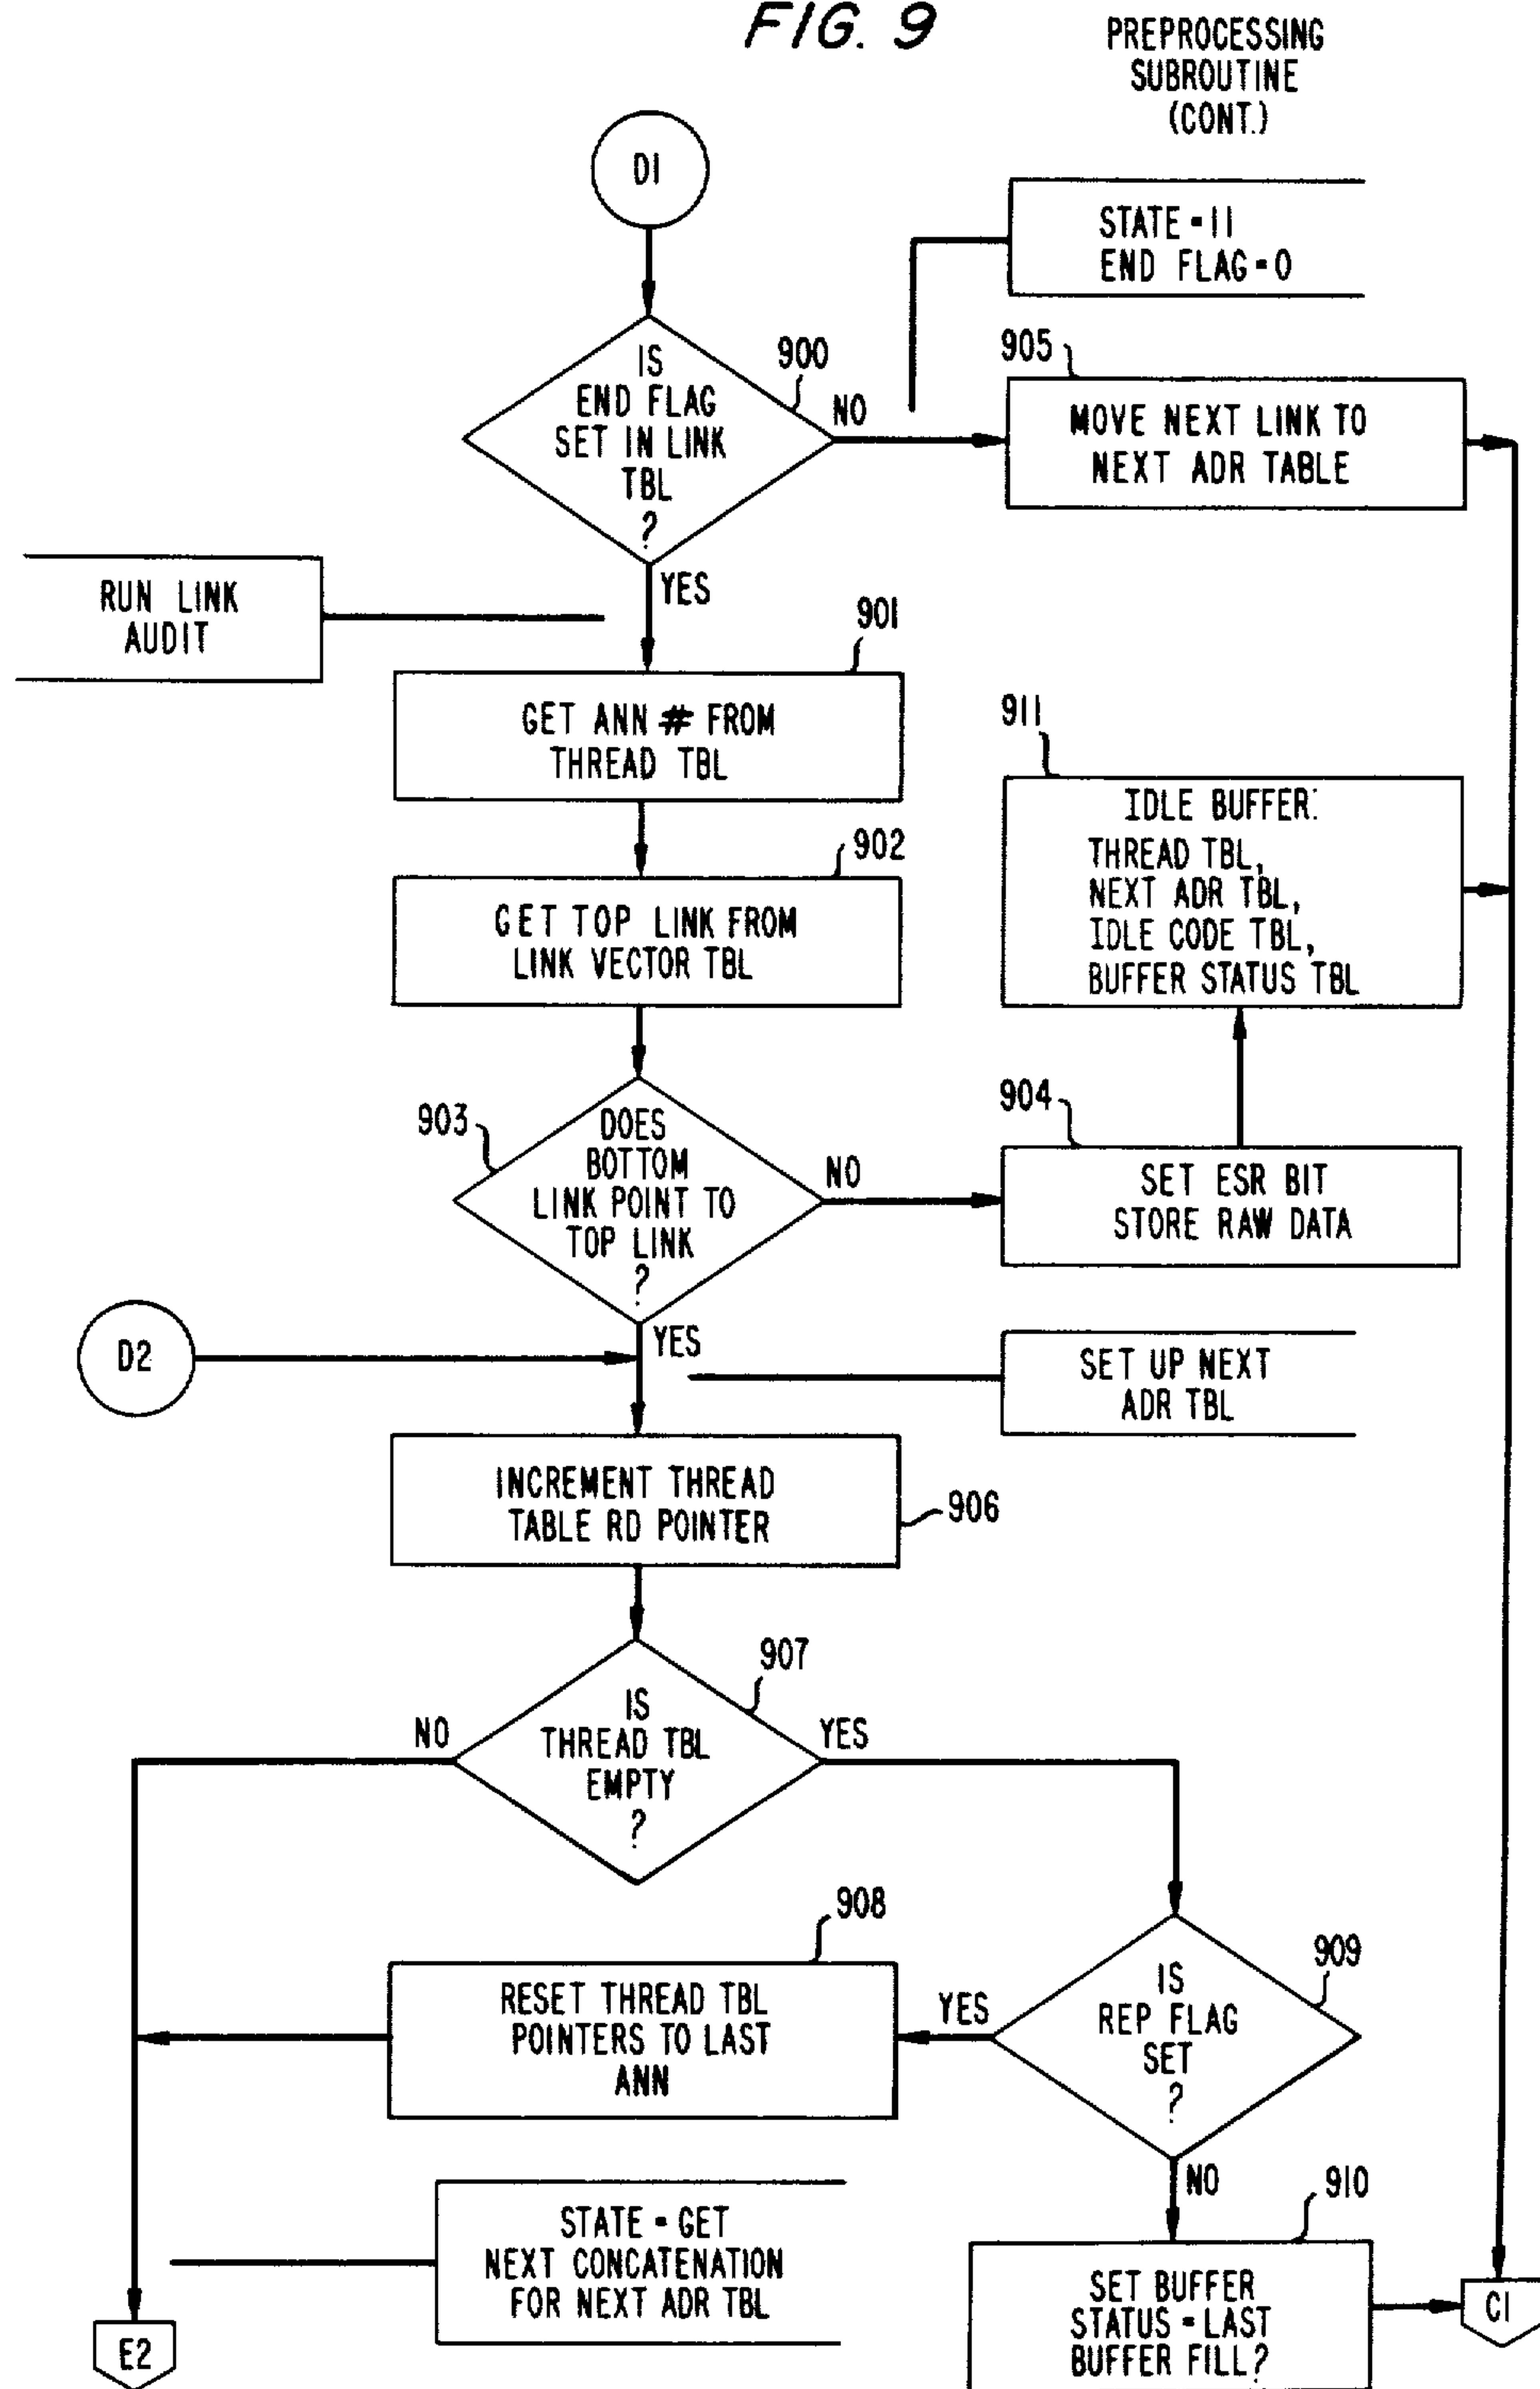 FIG. 9
PREPROCESSING
SUBROUTINE
(CONT.)
D1
STATE = 11
END FLAG = 0
IS
END FLAG
SET IN LINK
TBL
?
900
NO
905
MOVE NEXT LINK TO
NEXT ADR TABLE
YES
RUN LINK
AUDIT
901
GET ANN # FROM
THREAD TBL
902
GET TOP LINK FROM
LINK VECTOR TBL
911
IDLE BUFFER:
THREAD TBL,
NEXT ADR TBL,
IDLE CODE TBL,
BUFFER STATUS TBL
903
DOES
BOTTOM
LINK POINT TO
TOP LINK
?
NO
904
SET ESR BIT
STORE RAW DATA
YES
D2
SET UP NEXT
ADR TBL
INCREMENT THREAD
TABLE RD POINTER
906
907
IS
THREAD TBL
EMPTY
?
NO
YES
908
RESET THREAD TBL
POINTERS TO LAST
ANN
909
IS
REP FLAG
SET
?
YES
NO
STATE = GET
NEXT CONCATENATION
FOR NEXT ADR TBL
910
SET BUFFER
STATUS = LAST
BUFFER FILL?
E2
C1